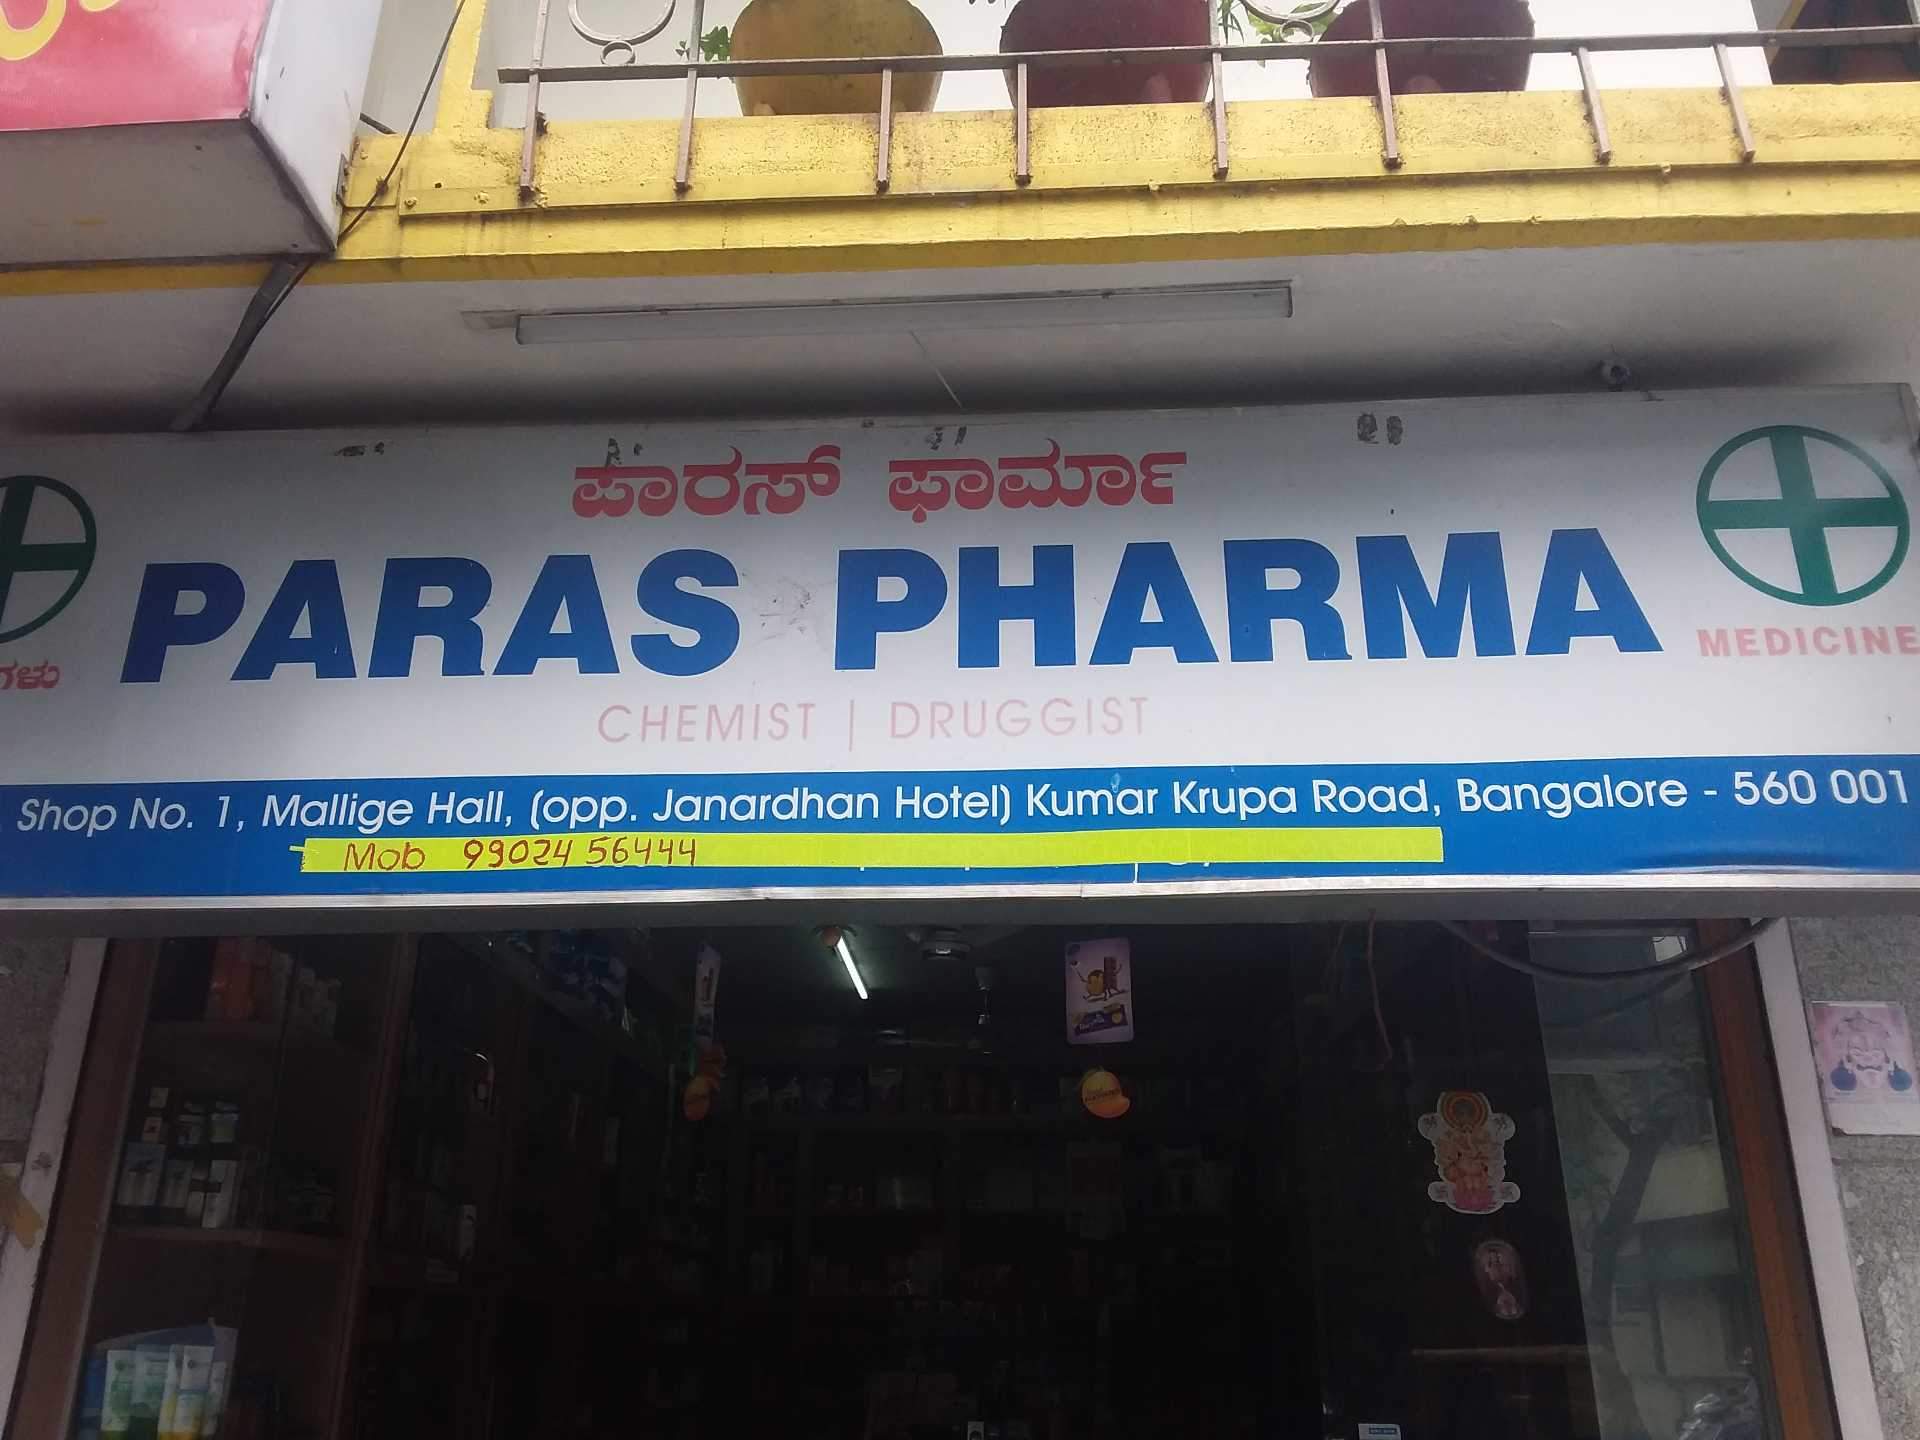 ಪಾರಸ್ ಫಾರ್ಮಾ
PARAS PHARMA
ಗಳು
MEDICINE
CHEMIST | DRUGGIST
Shop No. 1, Mallige Hall, (opp. Janardhan Hotel) Kumar Krupa Road, Bangalore - 560 001
Mob 99024 56444